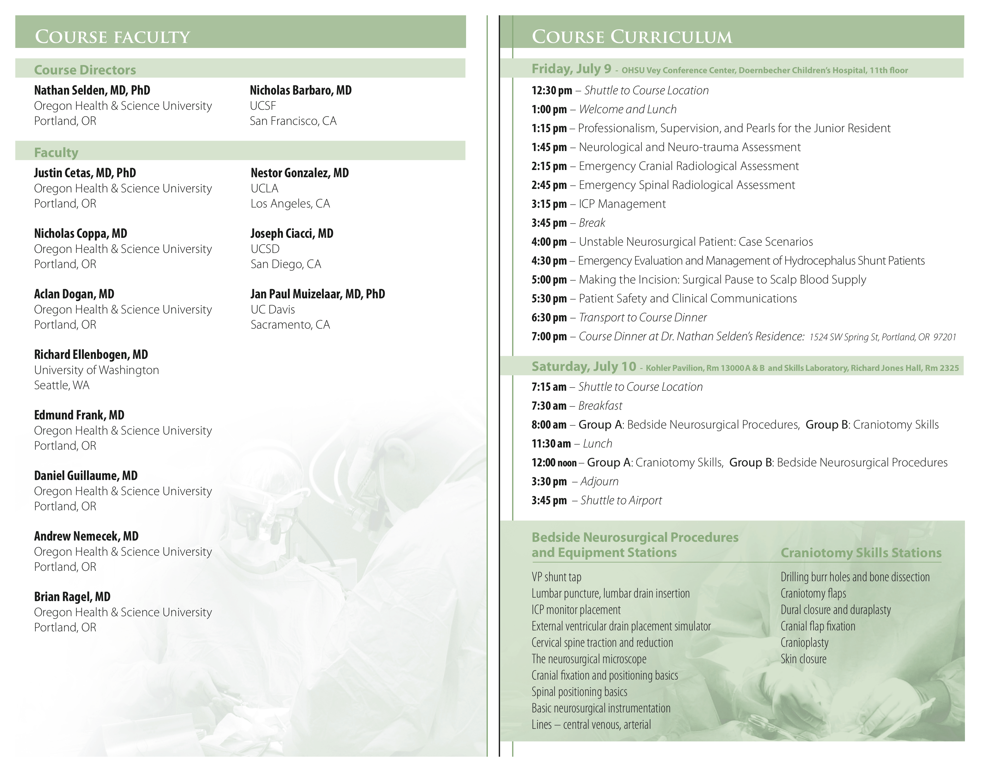 Course faculty
Course Directors
Nathan Selden, MD, PhD
Oregon Health & Science University
Portland, OR
Nicholas Barbaro, MD
UCSF
San Francisco, CA
Faculty
Justin Cetas, MD, PhD
Oregon Health & Science University
Portland, OR
Nicholas Coppa, MD
Oregon Health & Science University
Portland, OR
Aclan Dogan, MD
Oregon Health & Science University
Portland, OR
Richard Ellenbogen, MD
University of Washington
Seattle, WA
Edmund Frank, MD
Oregon Health & Science University
Portland, OR
Daniel Guillaume, MD
Oregon Health & Science University
Portland, OR
Andrew Nemecek, MD
Oregon Health & Science University
Portland, OR
Brian Ragel, MD
Oregon Health & Science University
Portland, OR
Nestor Gonzalez, MD
UCLA
Los Angeles, CA
Joseph Ciacci, MD
UCSD
San Diego, CA
Jan Paul Muizelaar, MD, PhD
UC Davis
Sacramento, CA
Course Curriculum
Friday, July 9 - OHSU Vey Conference Center, Doernbecher Children's Hospital, 11th floor
12:30 pm – Shuttle to Course Location
1:00 pm – Welcome and Lunch
1:15 pm – Professionalism, Supervision, and Pearls for the Junior Resident
1:45 pm – Neurological and Neuro-trauma Assessment
2:15 pm – Emergency Cranial Radiological Assessment
2:45 pm – Emergency Spinal Radiological Assessment
3:15 pm – ICP Management
3:45 pm – Break
4:00 pm – Unstable Neurosurgical Patient: Case Scenarios
4:30 pm – Emergency Evaluation and Management of Hydrocephalus Shunt Patients
5:00 pm – Making the Incision: Surgical Pause to Scalp Blood Supply
5:30 pm – Patient Safety and Clinical Communications
6:30 pm – Transport to Course Dinner
7:00 pm – Course Dinner at Dr. Nathan Selden's Residence: 1524 SW Spring St, Portland, OR 97201
Saturday, July 10 - Kohler Pavilion, Rm 13000 A & B and Skills Laboratory, Richard Jones Hall, Rm 2325
7:15 am – Shuttle to Course Location
7:30 am – Breakfast
8:00 am – Group A: Bedside Neurosurgical Procedures, Group B: Craniotomy Skills
11:30 am – Lunch
12:00 noon – Group A: Craniotomy Skills, Group B: Bedside Neurosurgical Procedures
3:30 pm – Adjourn
3:45 pm – Shuttle to Airport
Bedside Neurosurgical Procedures
and Equipment Stations
VP shunt tap
Lumbar puncture, lumbar drain insertion
ICP monitor placement
External ventricular drain placement simulator
Cervical spine traction and reduction
The neurosurgical microscope
Cranial fixation and positioning basics
Spinal positioning basics
Basic neurosurgical instrumentation
Lines – central venous, arterial
Craniotomy Skills Stations
Drilling burr holes and bone dissection
Craniotomy flaps
Dural closure and duraplasty
Cranial flap fixation
Cranioplasty
Skin closure